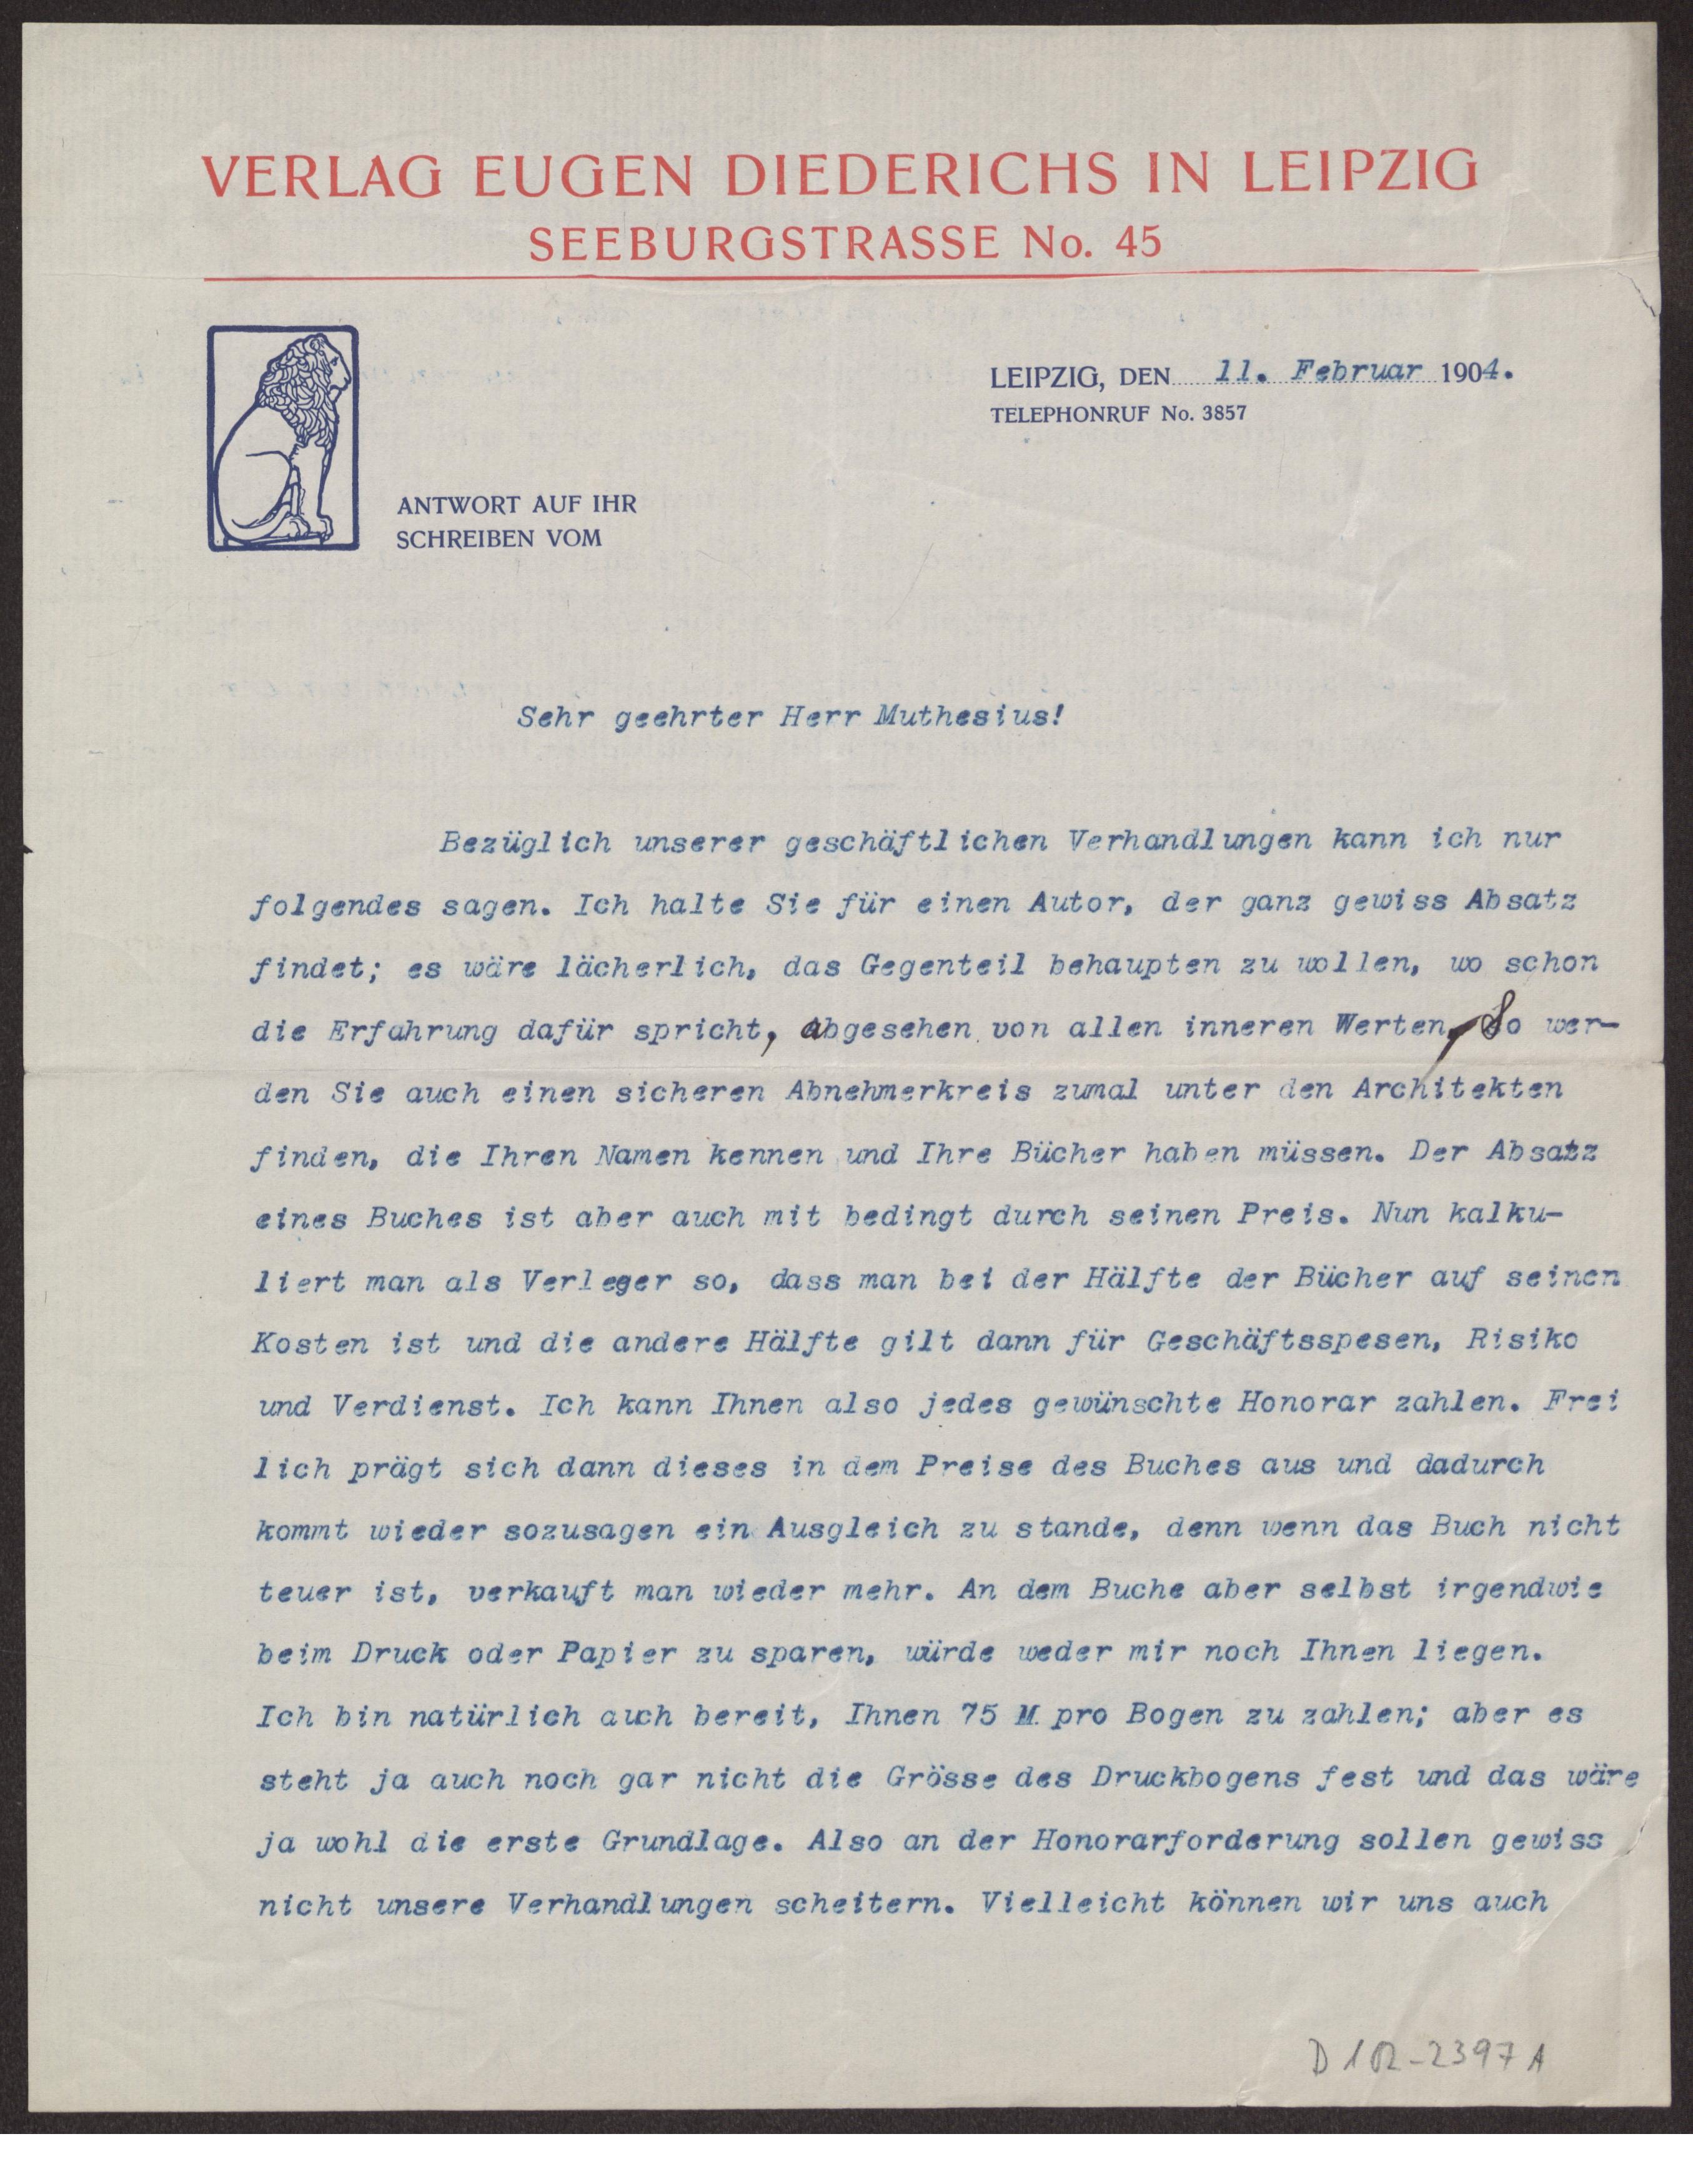 VERLAG EUGEN DIEDERICHS IN LEIPZIG
SEEBURGSTRASSE No. 45
LEIPZIG, DEN 11. Februar 1904.
TELEPHONRUF No. 3857
ANTWORT AUF IHR
SCHREIBEN VOM
Sehr geehrter Herr Muthesius!
Bezüglich unserer geschäftlichen Verhandlungen kann ich nur
folgendes sagen. Ich halte Sie für einen Autor, der ganz gewiss Absatz
findet; es wäre lächerlich, das Gegenteil behaupten zu wollen, wo schon
die Erfahrung dafür spricht, abgesehen von allen inneren Werten. So wer-
den Sie auch einen sicheren Abnehmerkreis zumal unter den Architekten
finden, die Ihren Namen kennen und Ihre Bücher haben müssen. Der Absatz
eines Buches ist aber auch mit bedingt durch seinen Preis. Nun kalku-
liert man als Verleger so, dass man bei der Hälfte der Bücher auf seinen
Kosten ist und die andere Hälfte gilt dann für Geschäftsspesen, Risiko
und Verdienst. Ich kann Ihnen also jedes gewünschte Honorar zahlen. Frei
lich prägt sich dann dieses in dem Preise des Buches aus und dadurch
kommt wieder sozusagen ein Ausgleich zu stande, denn wenn das Buch nicht
teuer ist, verkauft man wieder mehr. An dem Buche aber selbst irgendwie
beim Druck oder Papier zu sparen, würde weder mir noch Ihnen liegen.
Ich bin natürlich auch bereit, Ihnen 75 M pro Bogen zu zahlen; aber es
steht ja auch noch gar nicht die Grösse des Druckbogens fest und das wäre
ja wohl die erste Grundlage. Also an der Honorarforderung sollen gewiss
nicht unsere Verhandlungen scheitern. Vielleicht können wir uns auch
D 102-2397 A